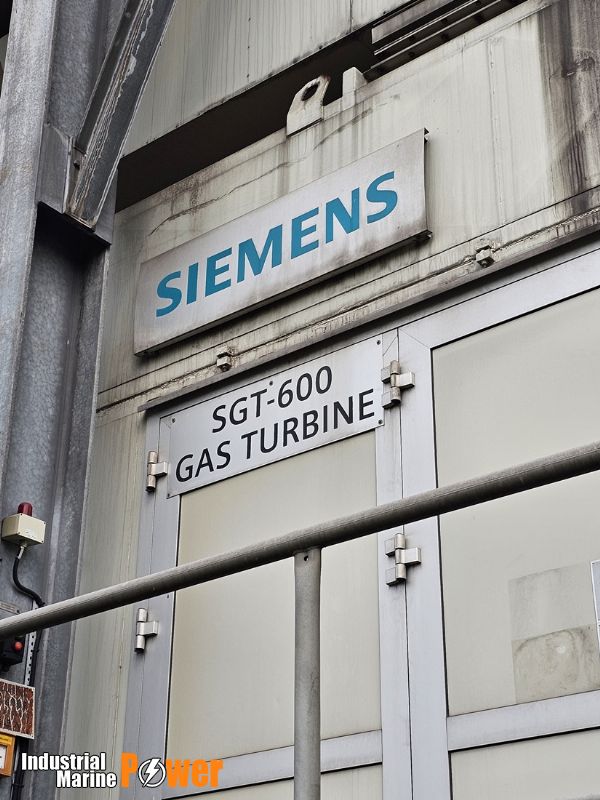 SIEMENS
SGT-600
GAS TURBINE
Industrial
Marine Power